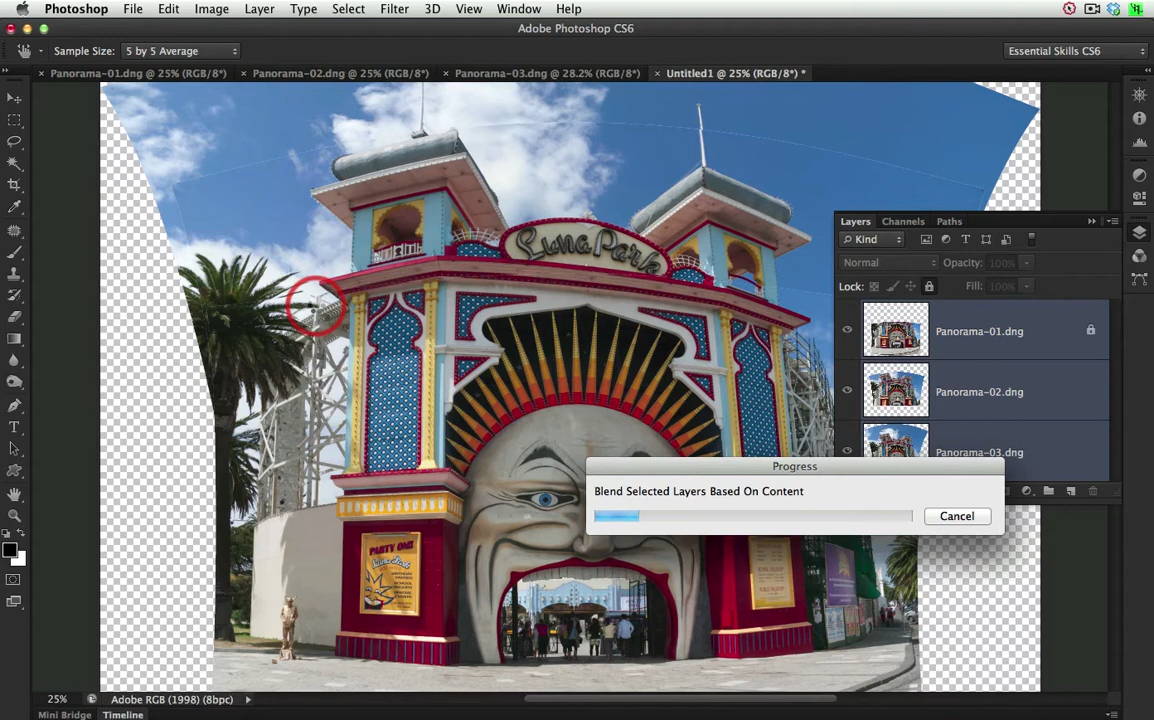 Photoshop File Edit Image Layer Type Select Filter 3D View Window Help
Adobe Photoshop CS6
Sample Size: 5 by 5 Average Essential Skills CS6
Panorama-01.dng @ 25% (RGB/8*) Panorama-02.dng @ 25% (RGB/8*) Panorama-03.dng @ 28.2% (RGB/8*) Untitled1 @ 25% (RGB/8*) *
Luna Park
Layers Channels Paths
Kind
Normal Opacity: 100%
Lock: Fill: 100%
Panorama-01.dng
Panorama-02.dng
Panorama-03.dng
Progress
Blend Selected Layers Based On Content
Cancel
PARTY ON!
25% Adobe RGB (1998) (8bpc)
Mini Bridge Timeline